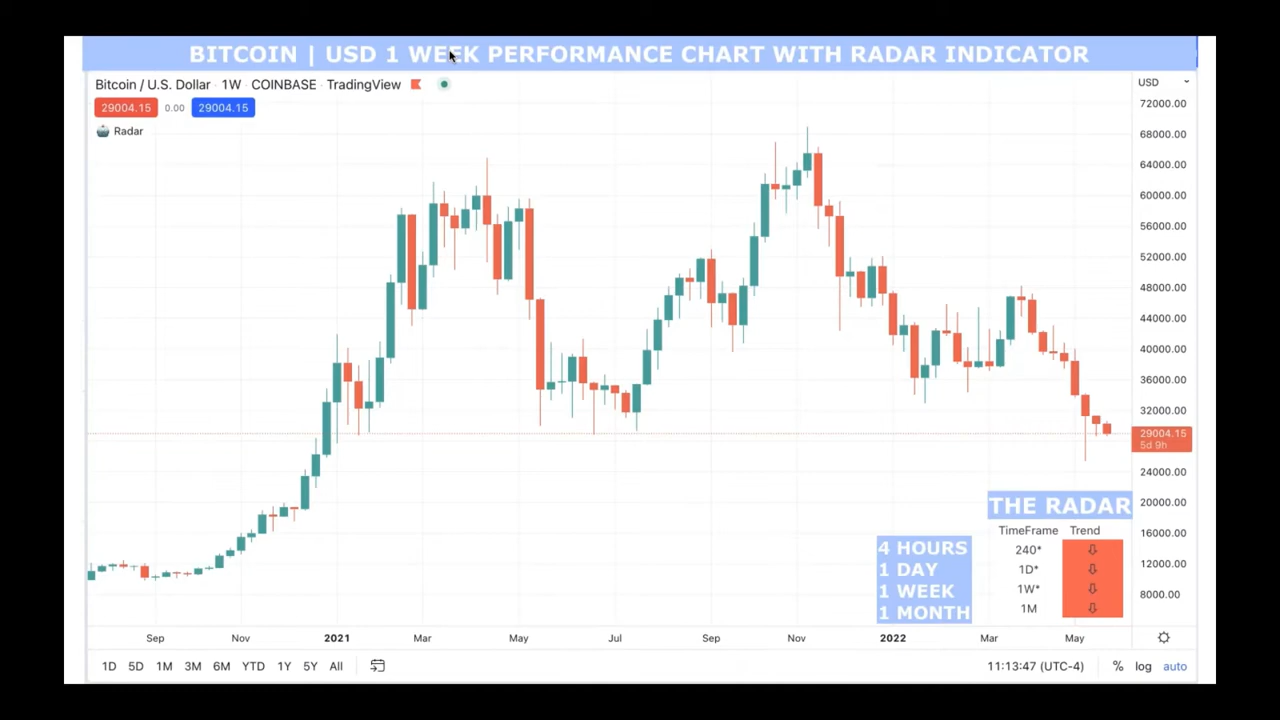 BITCOIN | USD 1 WEEK PERFORMANCE CHART WITH RADAR INDICATOR
Bitcoin / U.S. Dollar · 1W · COINBASE · TradingView
USD
29004.15 0.00 29004.15
Radar
72000.00
68000.00
64000.00
60000.00
56000.00
52000.00
48000.00
44000.00
40000.00
36000.00
32000.00
29004.15
5d 9h
24000.00
20000.00
16000.00
12000.00
8000.00
THE RADAR
TimeFrame Trend
240*
1D*
1W*
1M
4 HOURS
1 DAY
1 WEEK
1 MONTH
Sep Nov 2021 Mar May Jul Sep Nov 2022 Mar May
1D 5D 1M 3M 6M YTD 1Y 5Y All 11:13:47 (UTC-4) % log auto